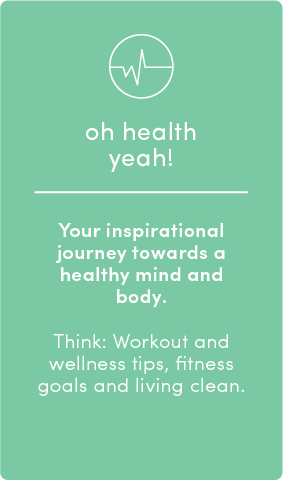 oh health
yeah!
Your inspirational
journey towards a
healthy mind and
body.
Think: Workout and
wellness tips, fitness
goals and living clean.